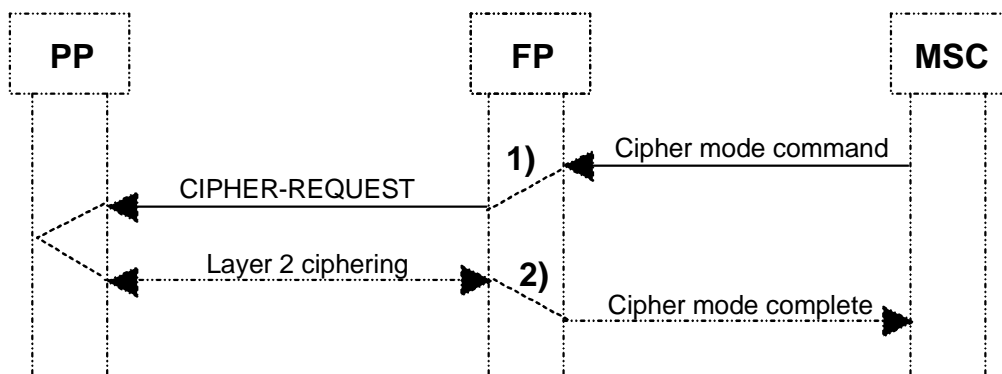 PP
FP
MSC
1)
Cipher mode command
CIPHER-REQUEST
Layer 2 ciphering
2)
Cipher mode complete